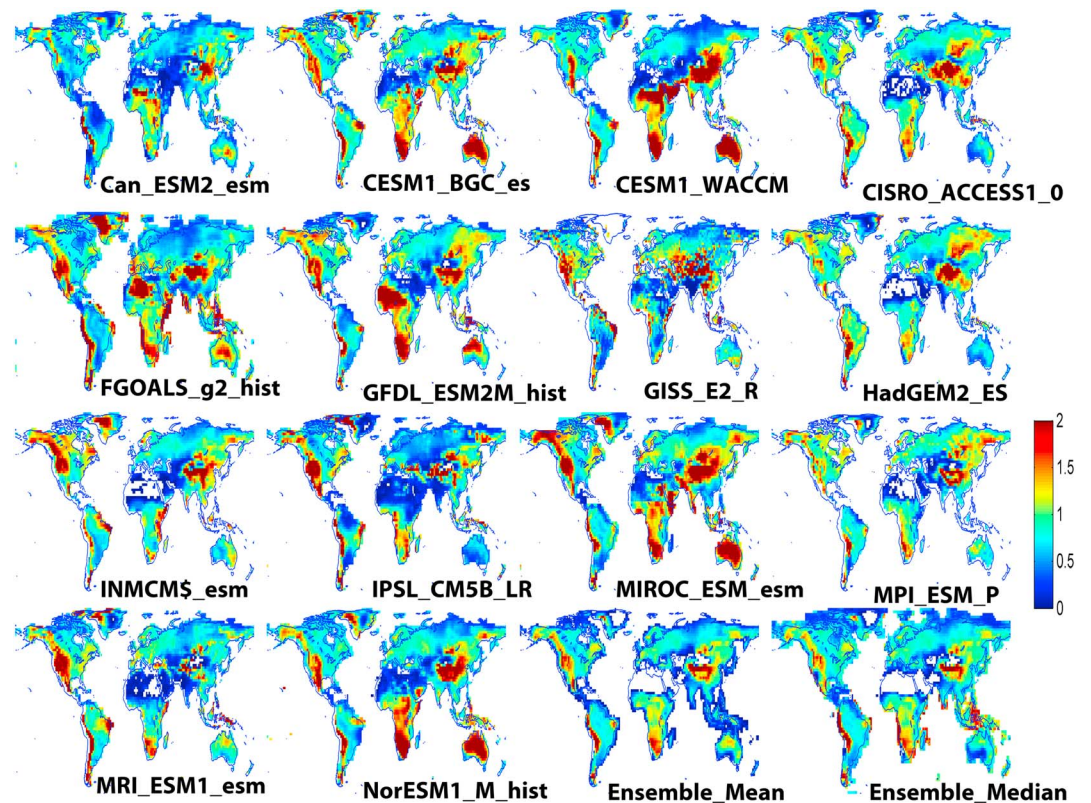 Can_ESM2_esm
CESM1_BGC_es
CESM1_WACCM
CISRO_ACCESS1_0
FGOALS_g2_hist
GFDL_ESM2M_hist
GISS_E2_R
HadGEM2_ES
2
1.5
1
0.5
0
INMCM$_esm
IPSL_CM5B_LR
MIROC_ESM_esm
MPI_ESM_P
MRI_ESM1_esm
NorESM1_M_hist
Ensemble_Mean
Ensemble_Median